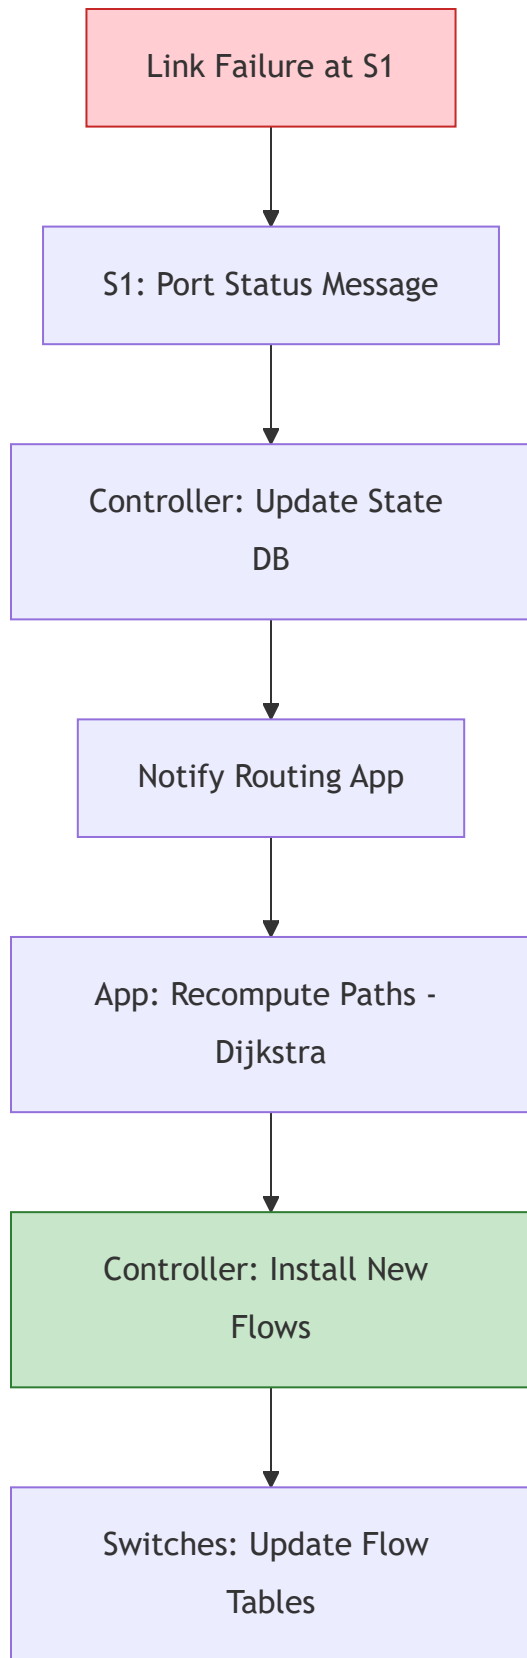 Link Failure at S1
S1: Port Status Message
Controller: Update State
DB
Notify Routing App
App: Recompute Paths -
Dijkstra
Controller: Install New
Flows
Switches: Update Flow
Tables